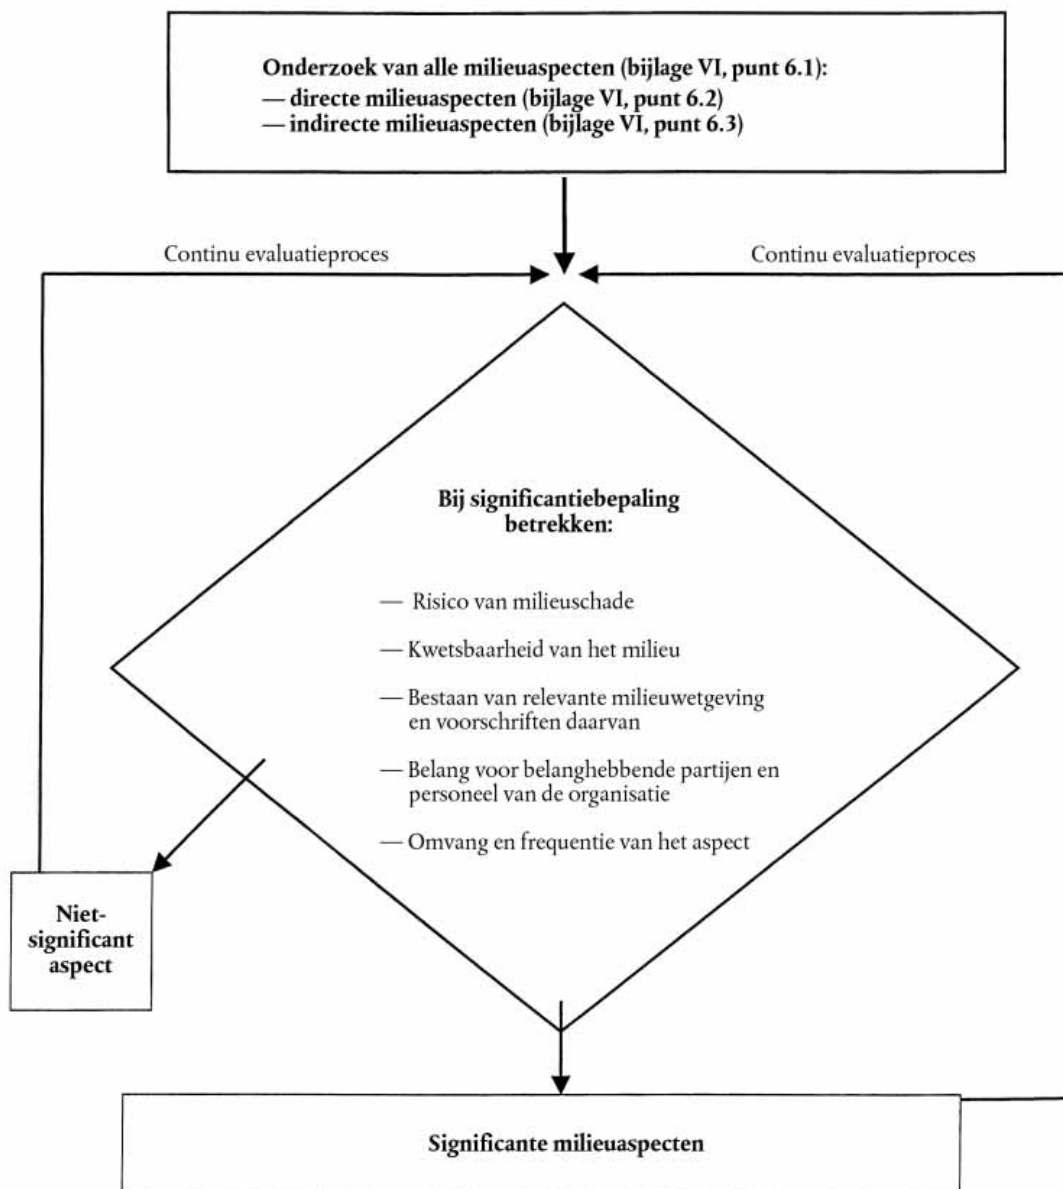 Onderzoek van alle milieuaspecten (bijlage VI, punt 6.1):
— directe milieuaspecten (bijlage VI, punt 6.2)
— indirecte milieuaspecten (bijlage VI, punt 6.3)
Continu evaluatieproces
Continu evaluatieproces
Bij significantiebepaling
betrekken:
— Risico van milieuschade
— Kwetsbaarheid van het milieu
— Bestaan van relevante milieuwetgeving
en voorschriften daarvan
— Belang voor belanghebbende partijen en
personeel van de organisatie
— Omvang en frequentie van het aspect
Niet-
significant
aspect
Significante milieuaspecten